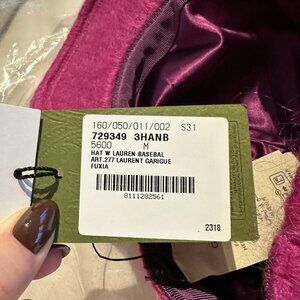 160/050/011/002 S31
729349 3HANB
5600 M
HAT W LAUREN BASEBAL
ART.277 LAURENT GARIGUE
FUXIA
8111282561
2318